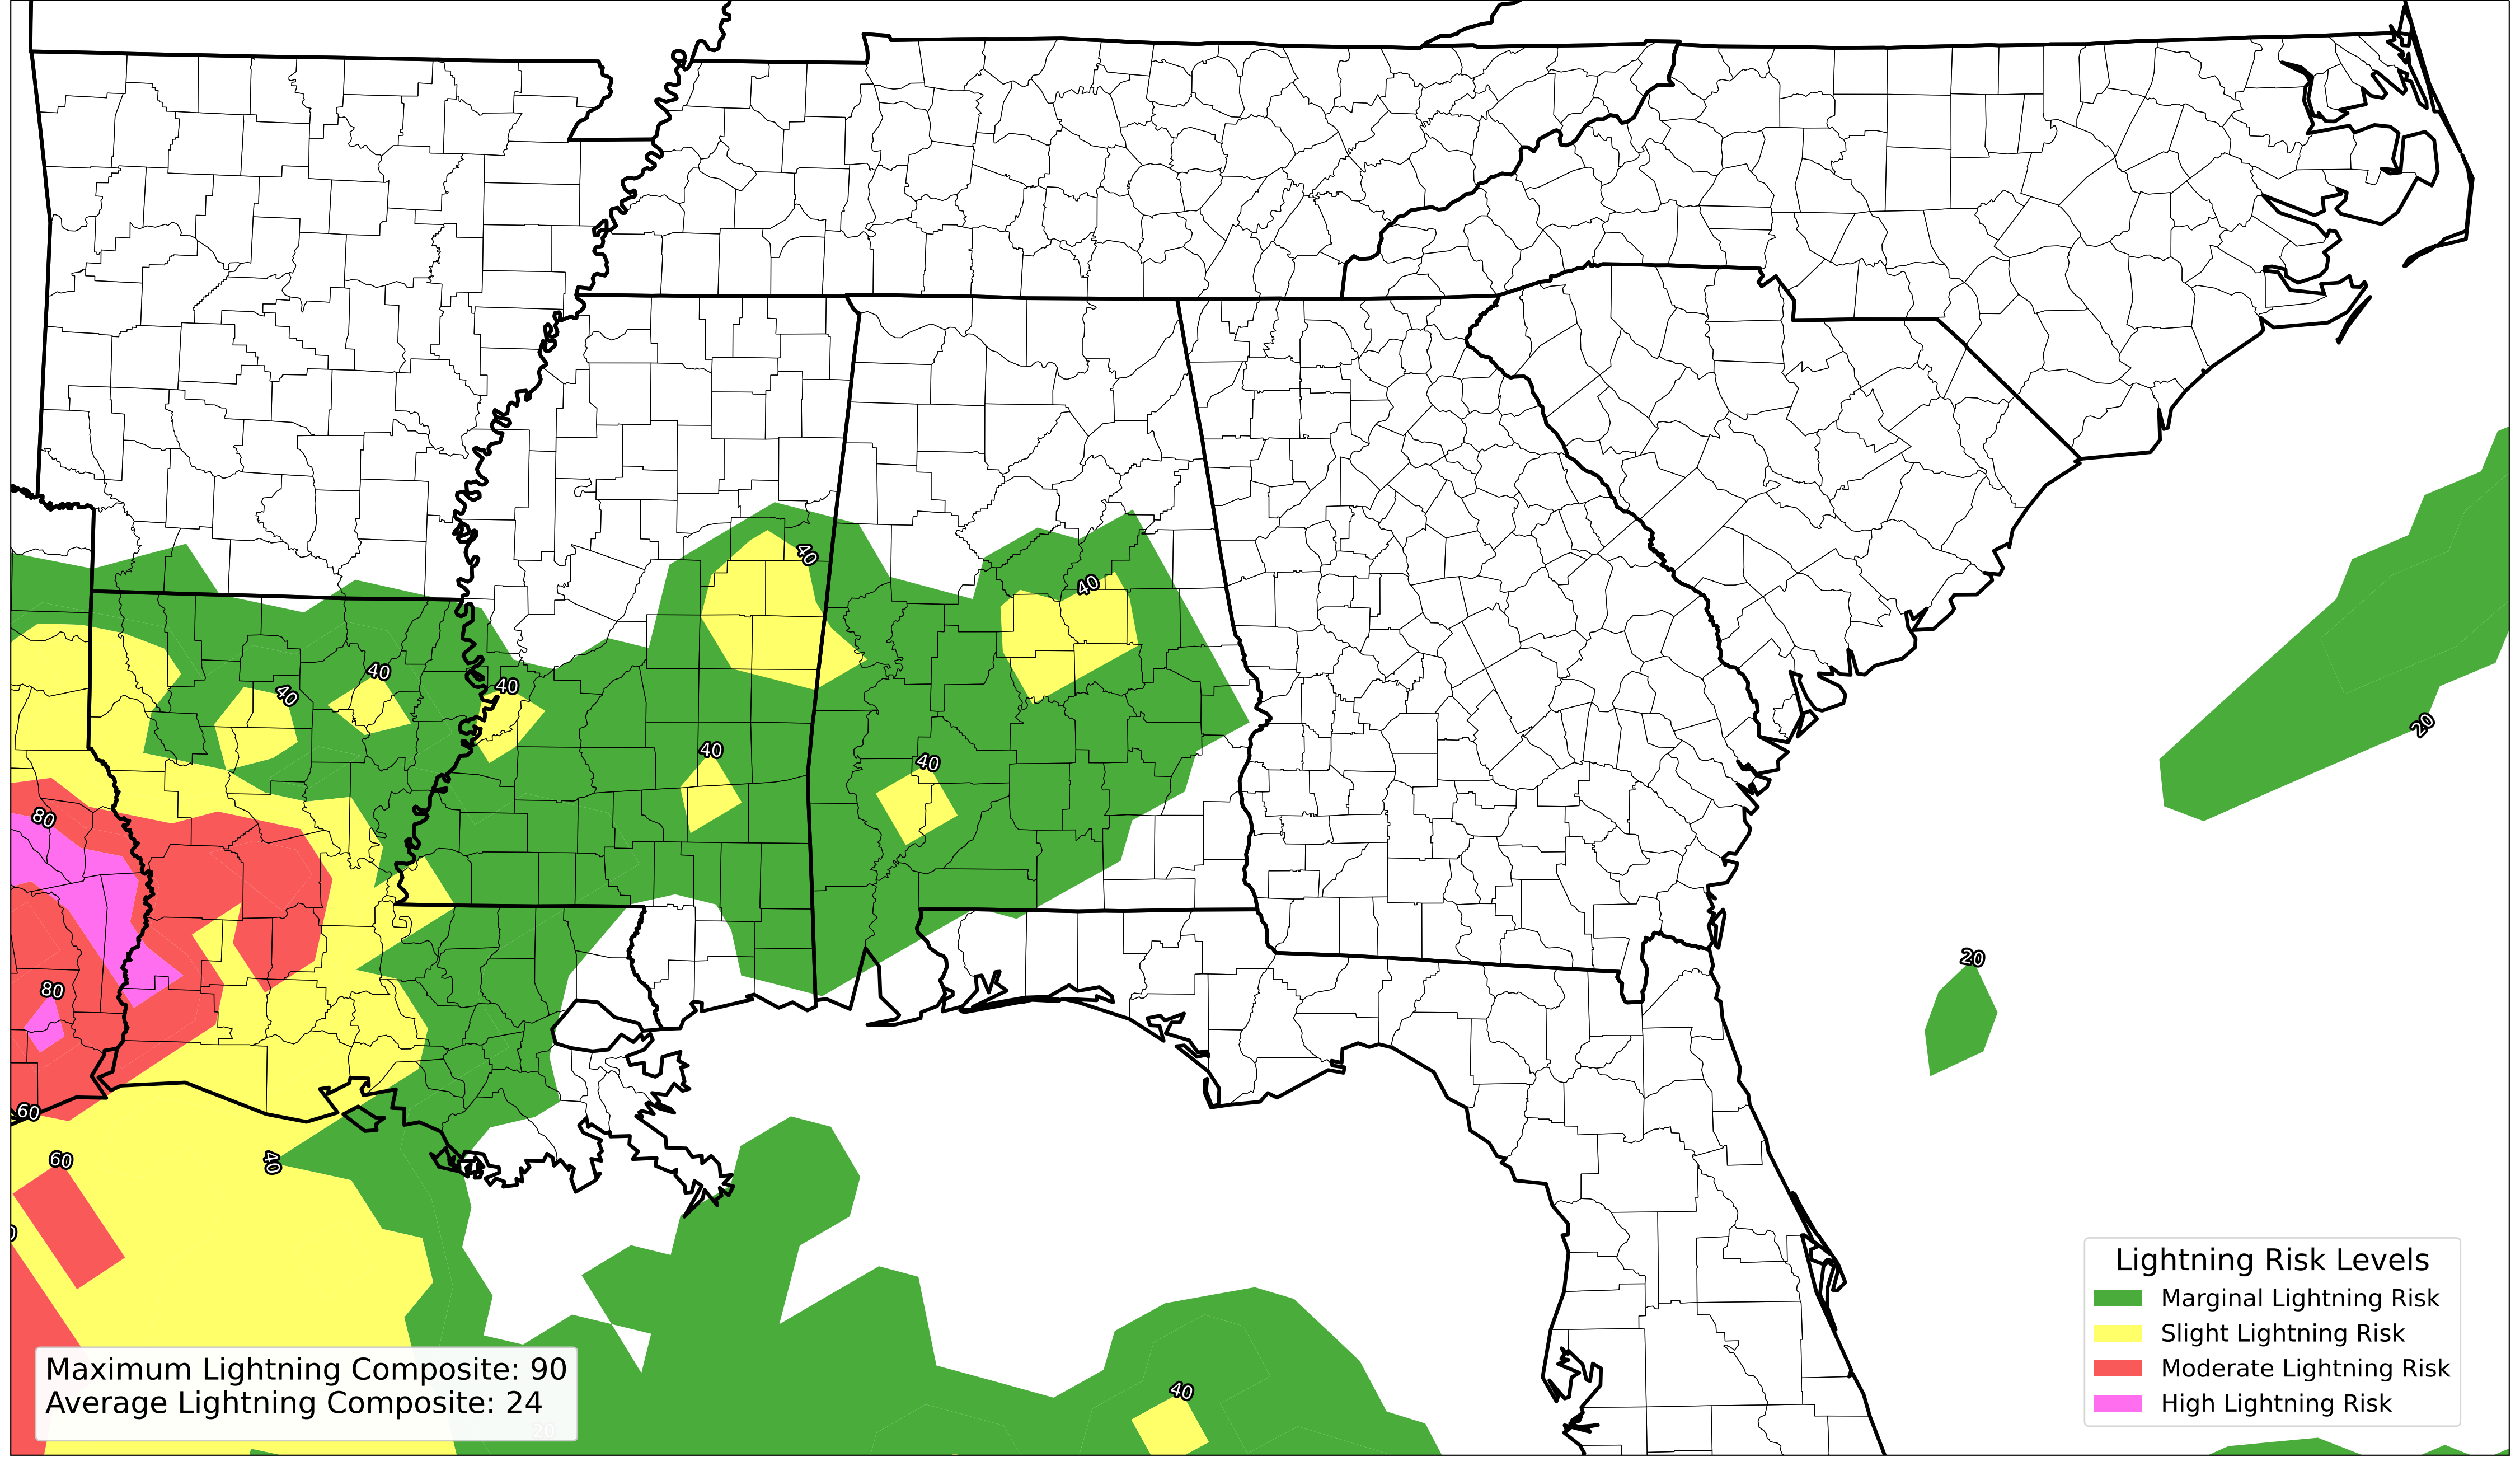 40
40
40
40
40
40
40
80
20
20
80
60
60
40
Lightning Risk Levels
Marginal Lightning Risk
Slight Lightning Risk
Moderate Lightning Risk
High Lightning Risk
Maximum Lightning Composite: 90
Average Lightning Composite: 24
40
20